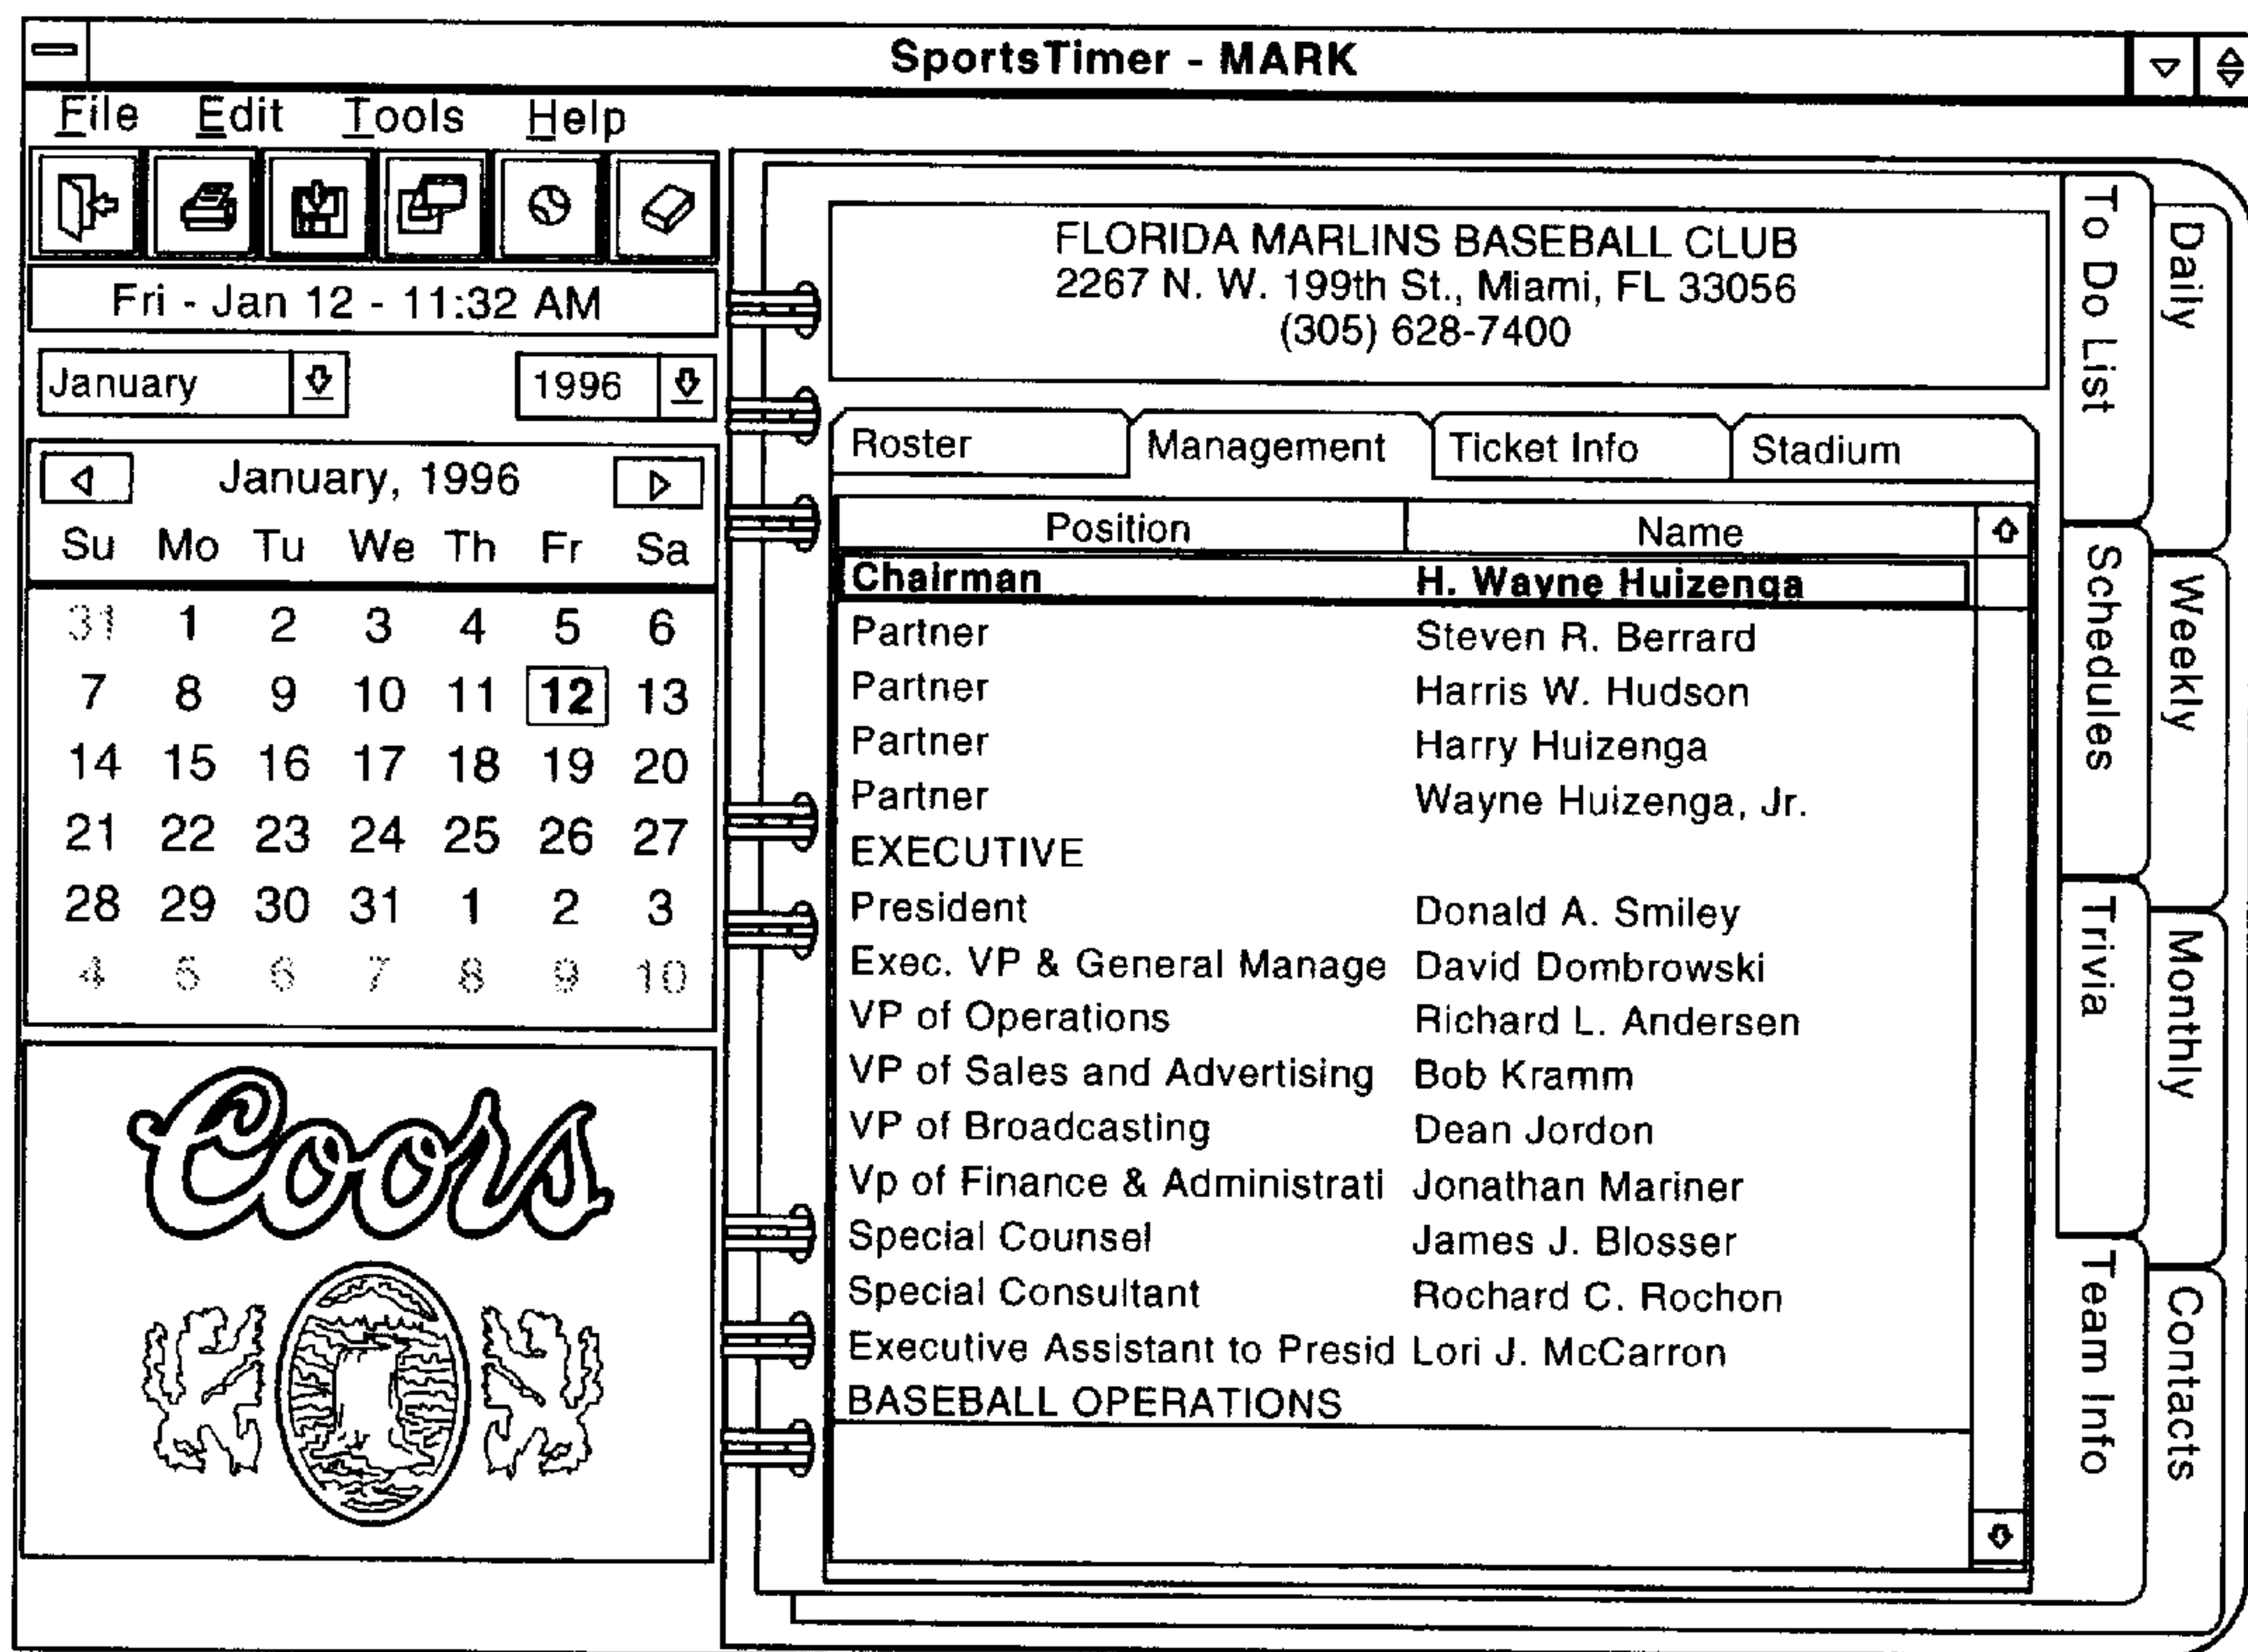 SportsTimer - MARK
File Edit Tools Help
Fri - Jan 12 - 11:32 AM
January 1996
January, 1996
Su Mo Tu We Th Fr Sa
31 1 2 3 4 5 6
7 8 9 10 11 12 13
14 15 16 17 18 19 20
21 22 23 24 25 26 27
28 29 30 31 1 2 3
4 5 6 7 8 9 10
Coors
FLORIDA MARLINS BASEBALL CLUB
2267 N. W. 199th St., Miami, FL 33056
(305) 628-7400
Roster Management Ticket Info Stadium
Position Name
Chairman H. Wayne Huizenga
Partner Steven R. Berrard
Partner Harris W. Hudson
Partner Harry Huizenga
Partner Wayne Huizenga, Jr.
EXECUTIVE
President Donald A. Smiley
Exec. VP & General Manage David Dombrowski
VP of Operations Richard L. Andersen
VP of Sales and Advertising Bob Kramm
VP of Broadcasting Dean Jordon
Vp of Finance & Administrati Jonathan Mariner
Special Counsel James J. Blosser
Special Consultant Rochard C. Rochon
Executive Assistant to Presid Lori J. McCarron
BASEBALL OPERATIONS
To Do List
Schedules
Trivia
Team Info
Daily
Weekly
Monthly
Contacts